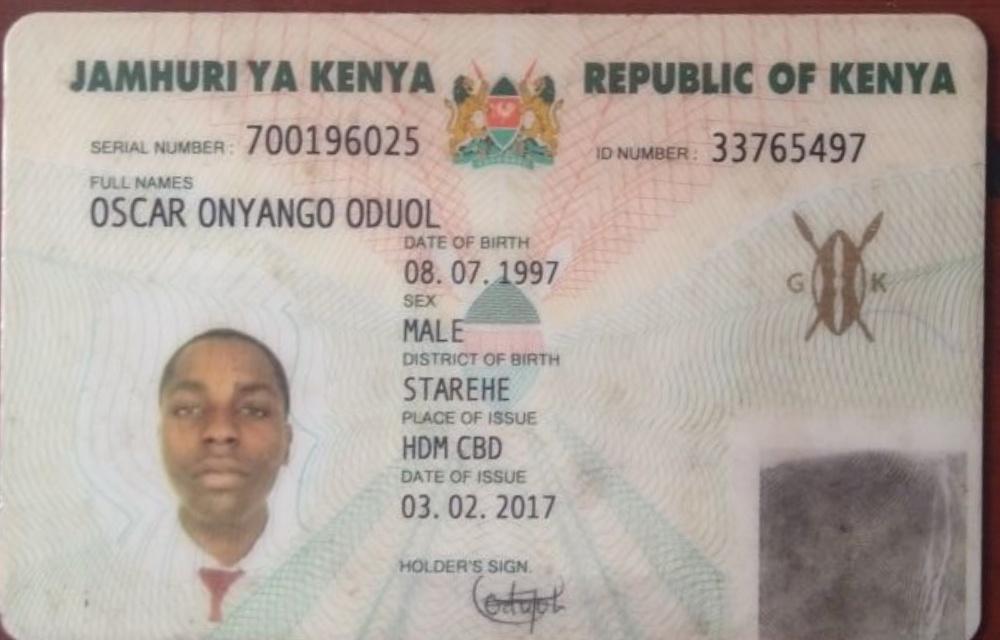 JAMHURI YA KENYA REPUBLIC OF KENYA
SERIAL NUMBER : 700196025 ID NUMBER : 33765497
FULL NAMES
OSCAR ONYANGO ODUOL
DATE OF BIRTH
08. 07. 1997
G K
SEX
MALE
DISTRICT OF BIRTH
STAREHE
PLACE OF ISSUE
HDM CBD
DATE OF ISSUE
03. 02. 2017
HOLDER'S SIGN.